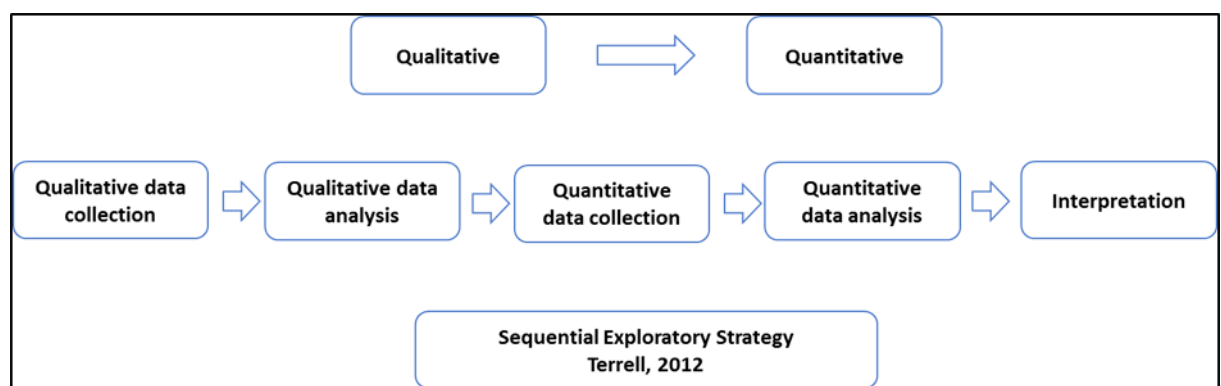 Qualitative
Quantitative
Qualitative data
collection
Qualitative data
analysis
Quantitative
data collection
Quantitative
data analysis
Interpretation
Sequential Exploratory Strategy
Terrell, 2012